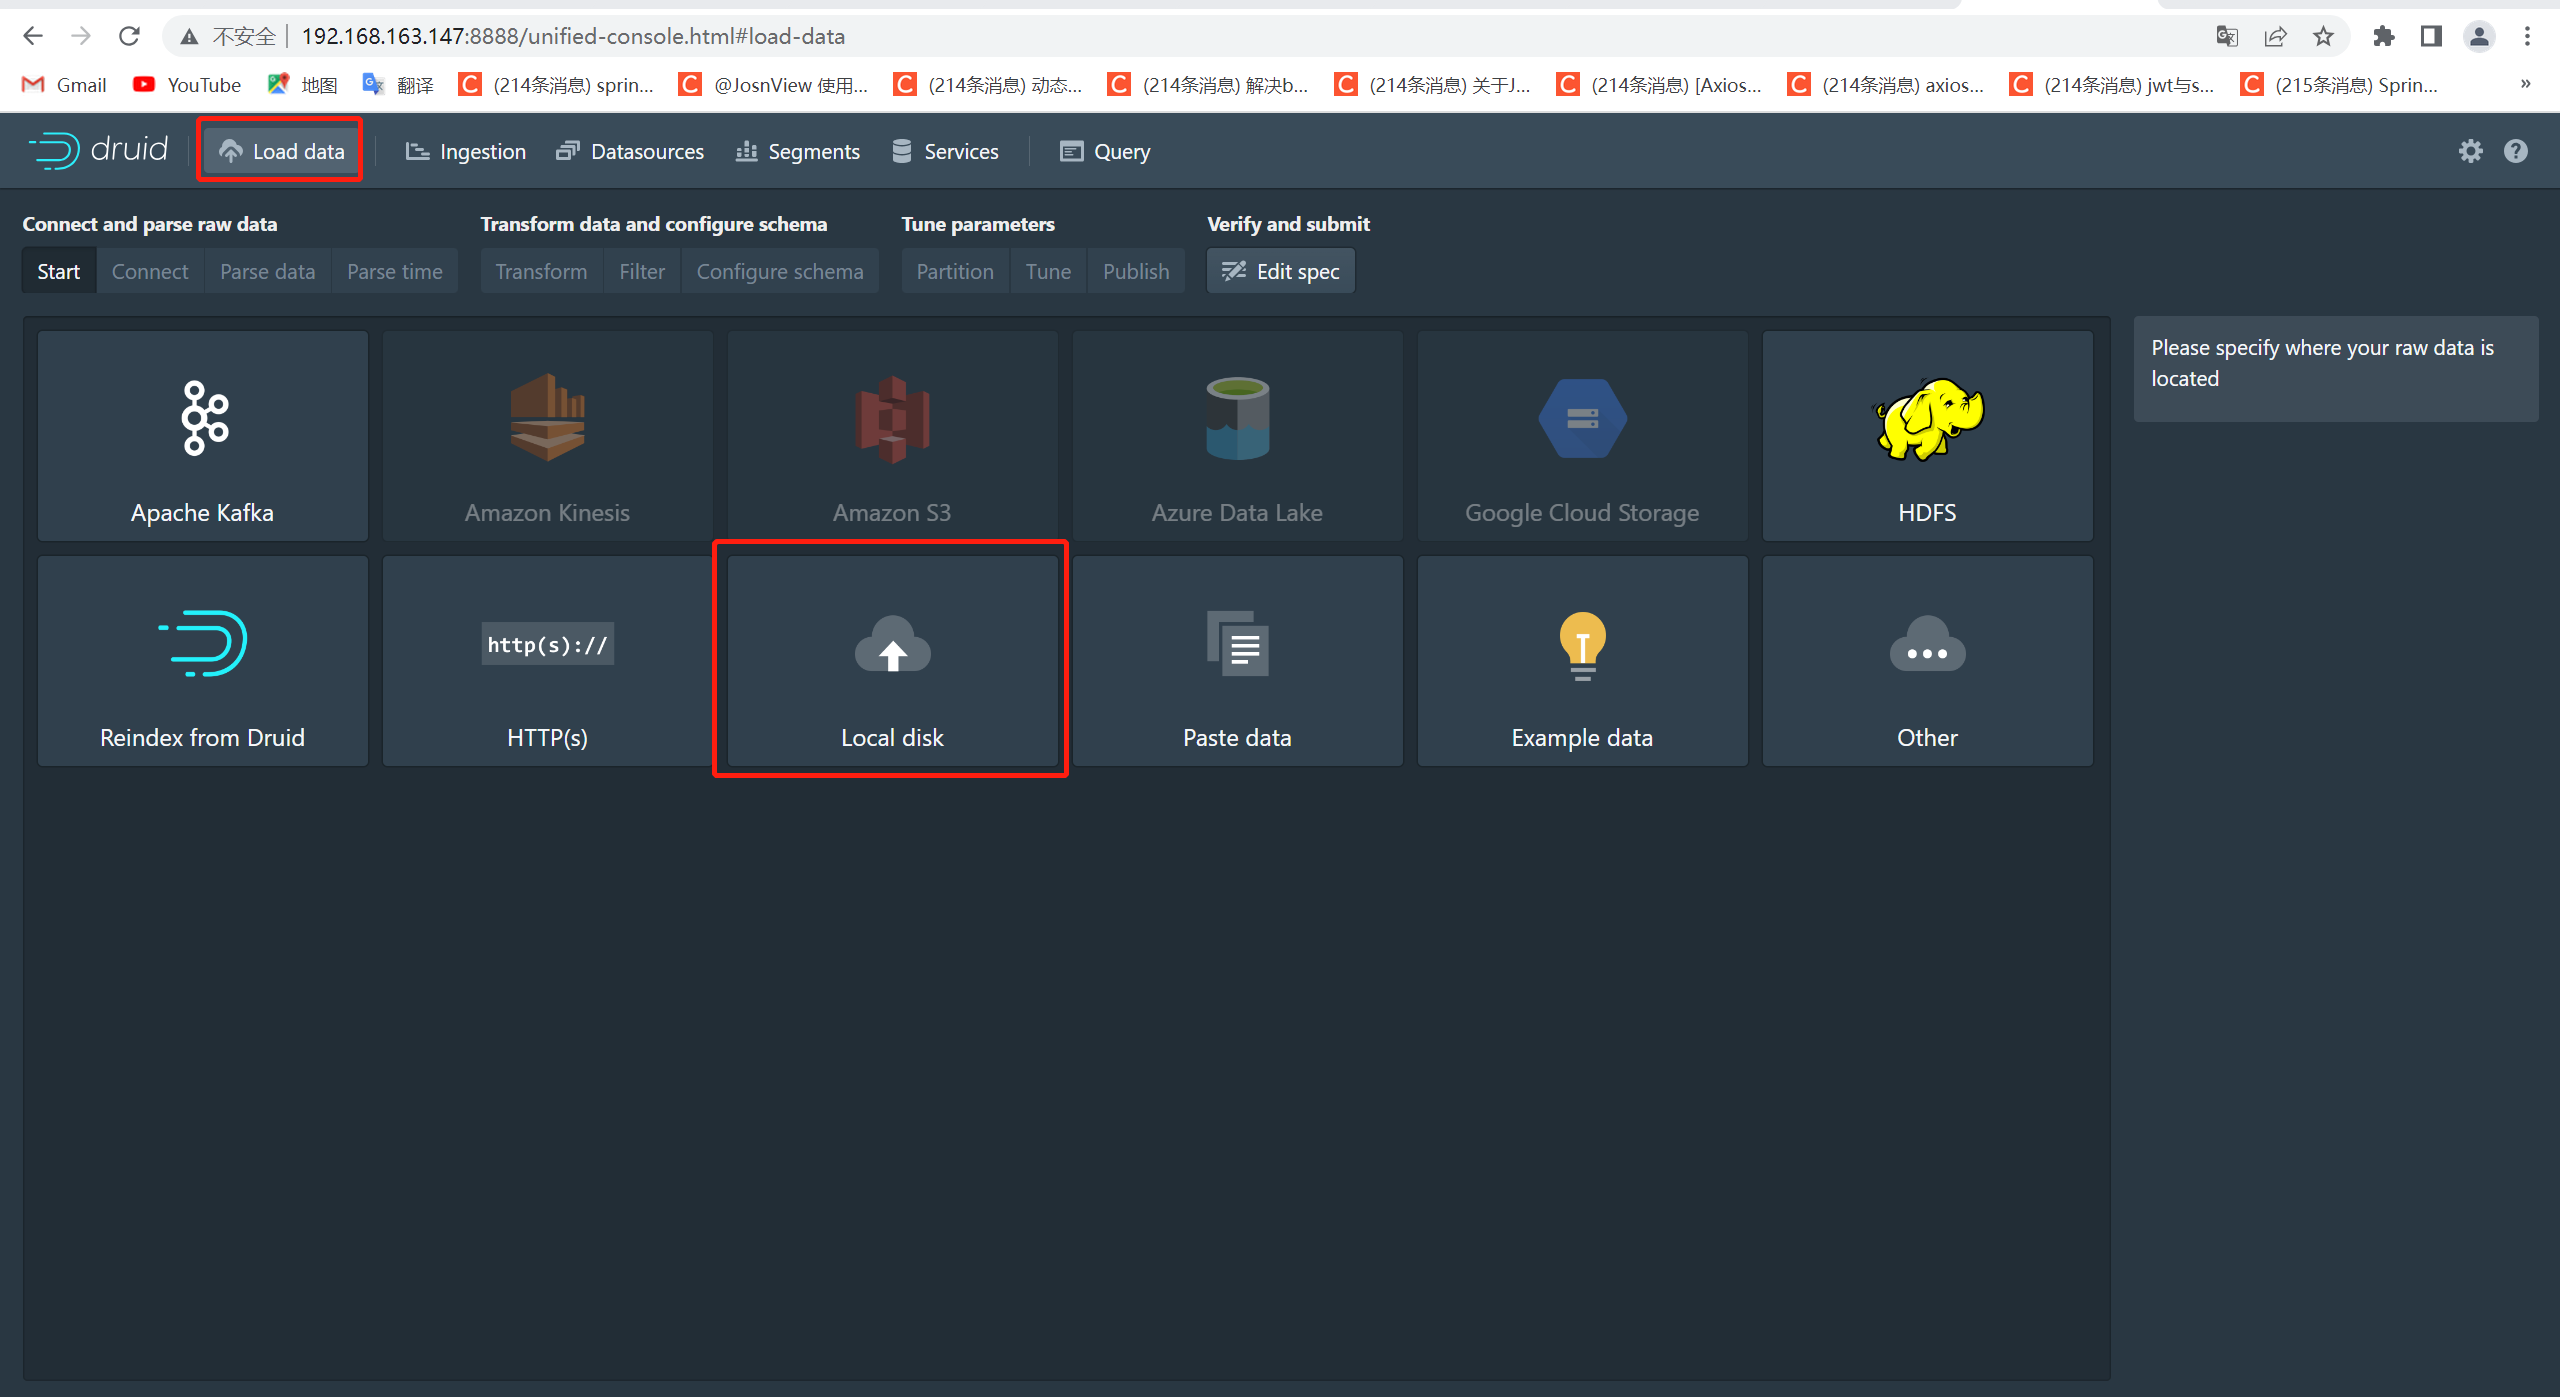 不安全 192.168.163.147:8888/unified-console.html#load-data
Gmail YouTube 地图 翻译 (214条消息) sprin... @JosnView 使用... (214条消息) 动态... (214条消息) 解决b... (214条消息) 关于J... (214条消息) [Axios... (214条消息) axios... (214条消息) jwt与s... (215条消息) Sprin... »
druid Load data Ingestion Datasources Segments Services Query
Connect and parse raw data Transform data and configure schema Tune parameters Verify and submit
Start Connect Parse data Parse time Transform Filter Configure schema Partition Tune Publish Edit spec
Please specify where your raw data is
located
Apache Kafka Amazon Kinesis Amazon S3 Azure Data Lake Google Cloud Storage HDFS
http(s)://
Reindex from Druid HTTP(s) Local disk Paste data Example data Other